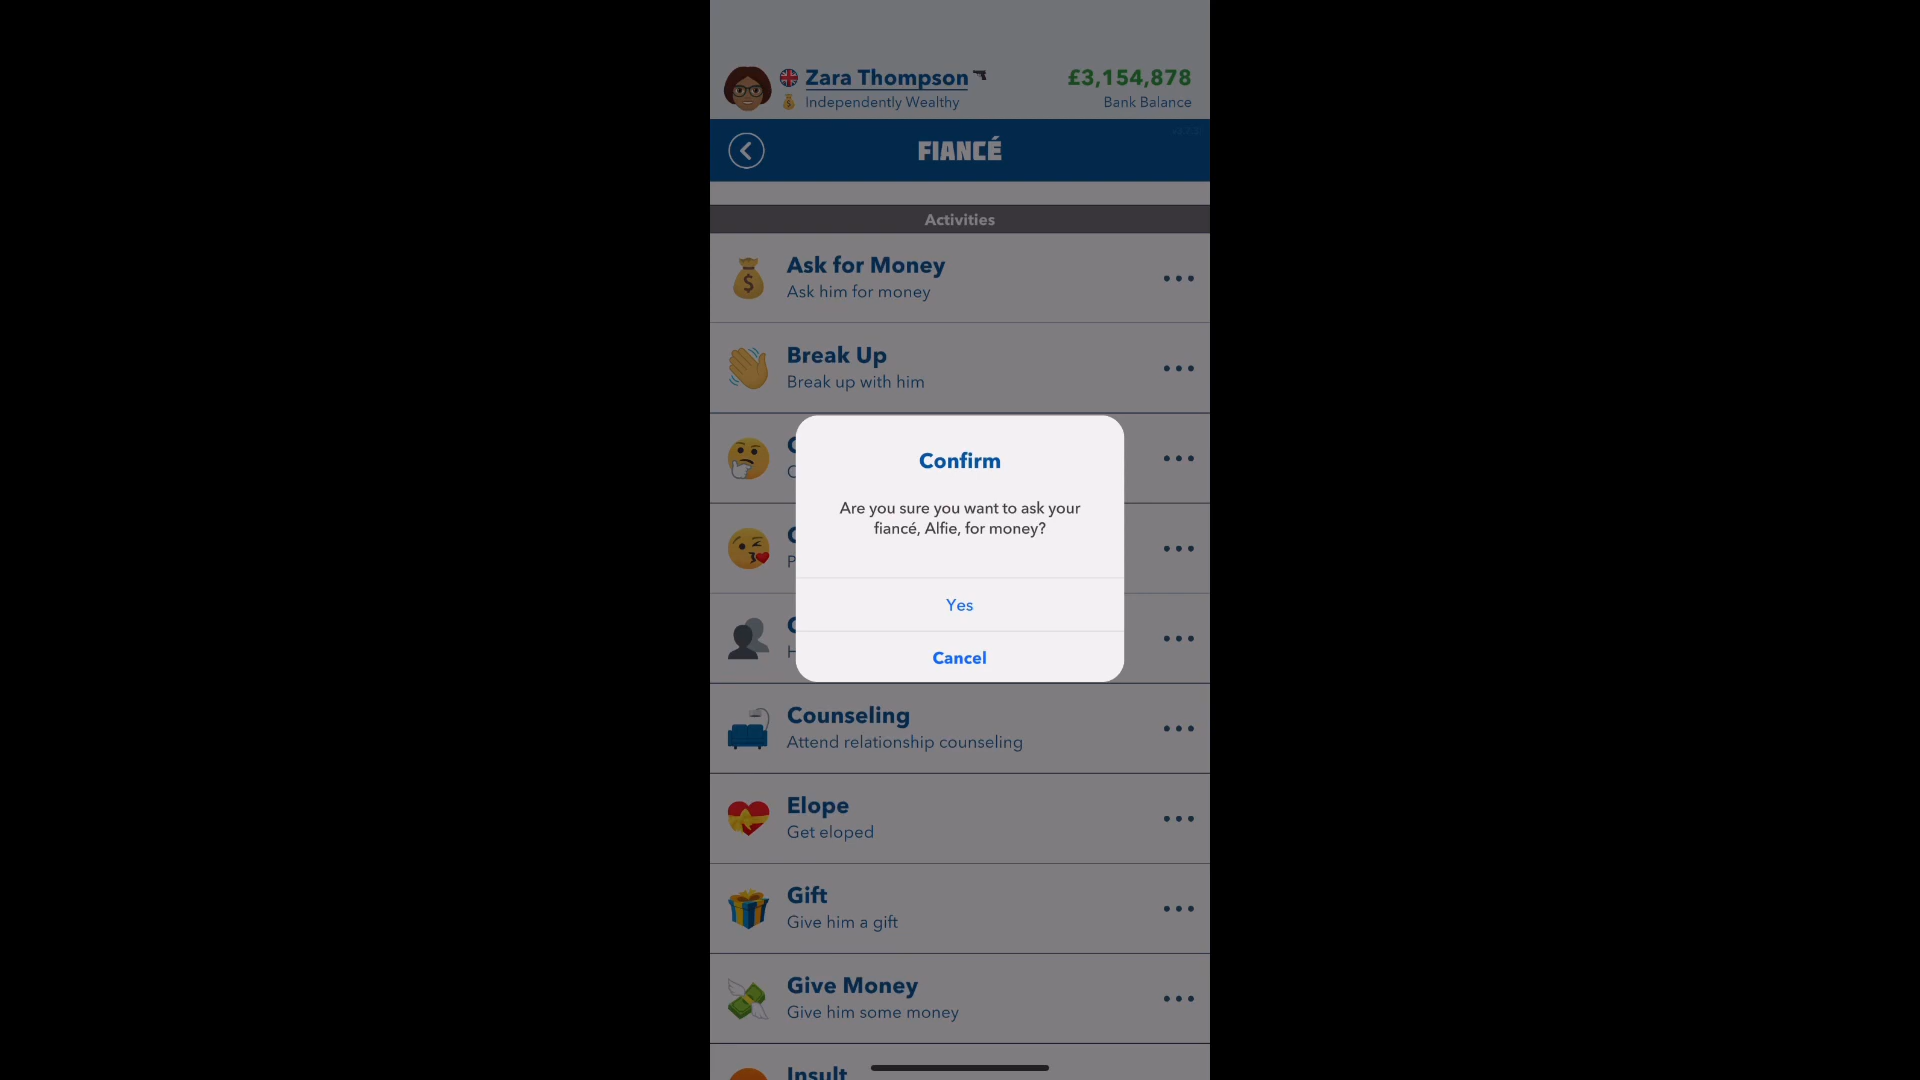 Zara Thompson
£3,154,878
Independently Wealthy
Bank Balance
FIANCÉ
Activities
Ask for Money
Ask him for money
Break Up
Break up with him
Confirm
Are you sure you want to ask your
fiancé, Alfie, for money?
Yes
Cancel
Counseling
Attend relationship counseling
Elope
Get eloped
Gift
Give him a gift
Give Money
Give him some money
Insult